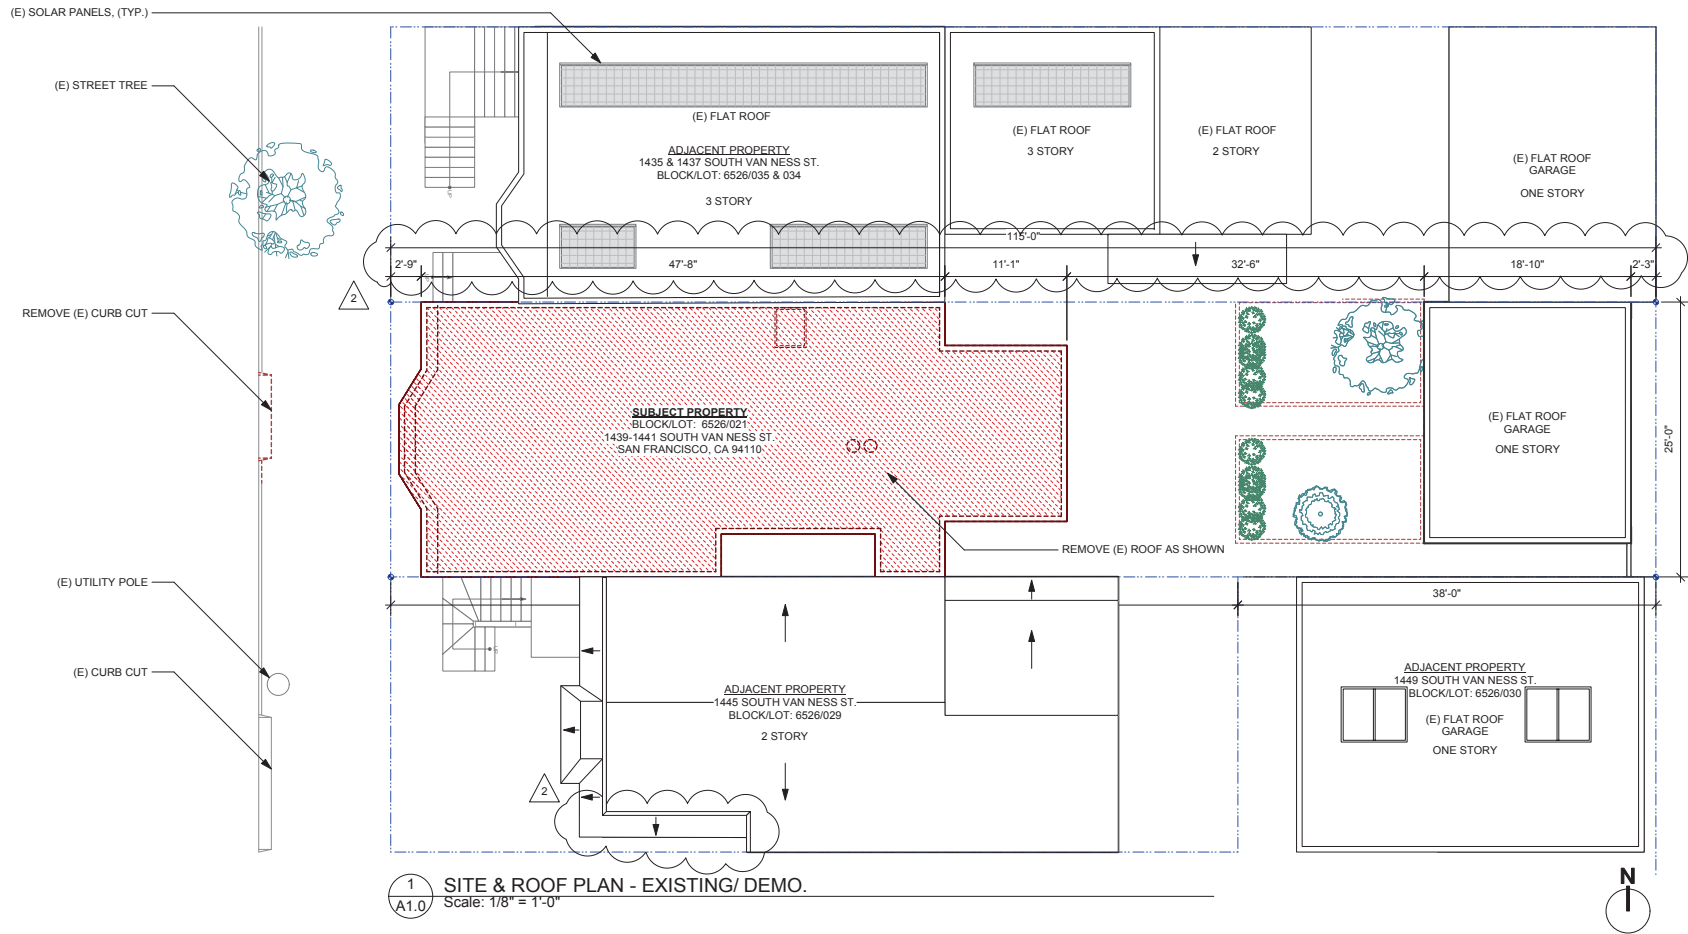 (E) SOLAR PANELS, (TYP.)
(E) STREET TREE
REMOVE (E) CURB CUT
(E) UTILITY POLE
(E) CURB CUT
UP
(E) FLAT ROOF
ADJACENT PROPERTY
1435 & 1437 SOUTH VAN NESS ST.
BLOCK/LOT: 6526/035 & 034
3 STORY
(E) FLAT ROOF
3 STORY
(E) FLAT ROOF
2 STORY
(E) FLAT ROOF
GARAGE
ONE STORY
115'-0"
2'-9"
47'-8"
11'-1"
32'-6"
18'-10"
2'-3"
2
SUBJECT PROPERTY
BLOCK/LOT: 6526/021
1439-1441 SOUTH VAN NESS ST.
SAN FRANCISCO, CA 94110
REMOVE (E) ROOF AS SHOWN
(E) FLAT ROOF
GARAGE
ONE STORY
25'-0"
38'-0"
UP
ADJACENT PROPERTY
1445 SOUTH VAN NESS ST.
BLOCK/LOT: 6526/029
2 STORY
2
ADJACENT PROPERTY
1449 SOUTH VAN NESS ST.
BLOCK/LOT: 6526/030
(E) FLAT ROOF
GARAGE
ONE STORY
1
A1.0
SITE & ROOF PLAN - EXISTING/ DEMO.
Scale: 1/8" = 1'-0"
N